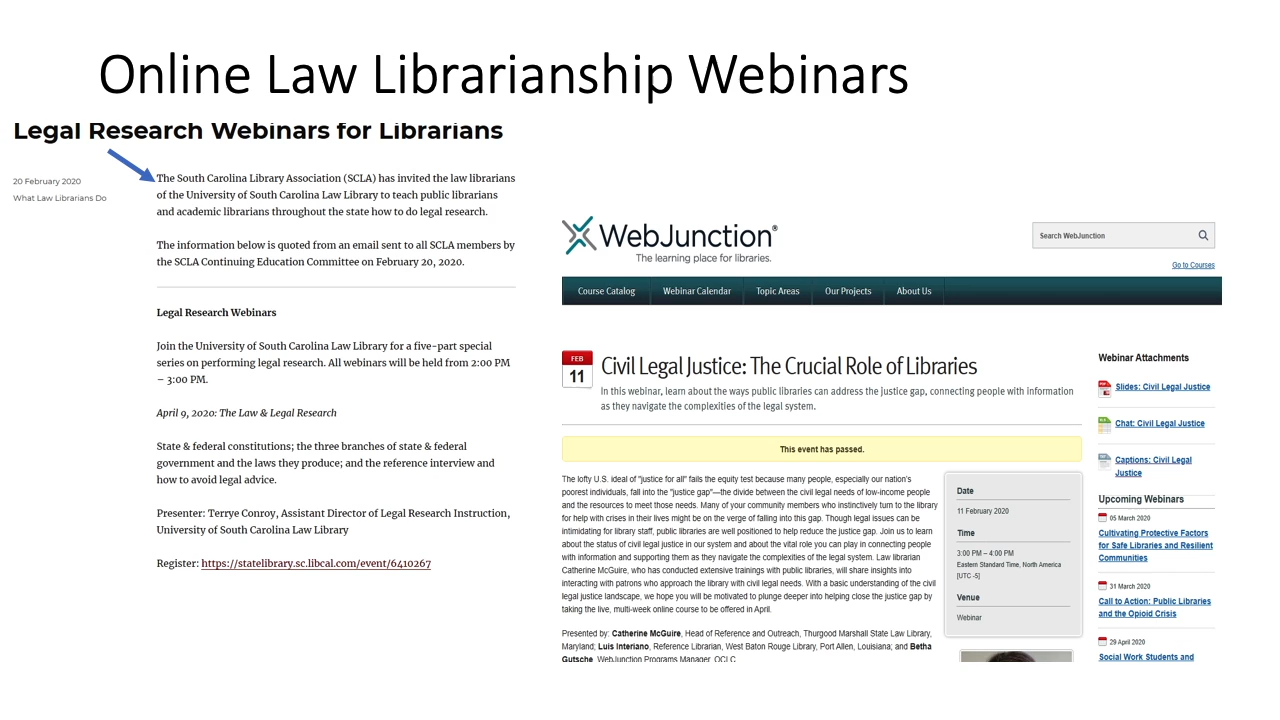 Online Law Librarianship Webinars
Legal Research Webinars for Librarians
20 February 2020
What Law Librarians Do
The South Carolina Library Association (SCLA) has invited the law librarians
of the University of South Carolina Law Library to teach public librarians
and academic librarians throughout the state how to do legal research.
The information below is quoted from an email sent to all SCLA members by
the SCLA Continuing Education Committee on February 20, 2020.
Legal Research Webinars
Join the University of South Carolina Law Library for a five-part special
series on performing legal research. All webinars will be held from 2:00 PM
– 3:00 PM.
April 9, 2020: The Law & Legal Research
State & federal constitutions; the three branches of state & federal
government and the laws they produce; and the reference interview and
how to avoid legal advice.
Presenter: Terrye Conroy, Assistant Director of Legal Research Instruction,
University of South Carolina Law Library
Register: https://statelibrary.sc.libcal.com/event/6410267
WebJunction®
The learning place for libraries.
Search WebJunction
Go to Courses
Course Catalog
Webinar Calendar
Topic Areas
Our Projects
About Us
FEB
11
Civil Legal Justice: The Crucial Role of Libraries
In this webinar, learn about the ways public libraries can address the justice gap, connecting people with information
as they navigate the complexities of the legal system.
This event has passed.
The lofty U.S. ideal of "justice for all" fails the equity test because many people, especially our nation's
poorest individuals, fall into the "justice gap"—the divide between the civil legal needs of low-income people
and the resources to meet those needs. Many of your community members who instinctively turn to the library
for help with crises in their lives might be on the verge of falling into this gap. Though legal issues can be
intimidating for library staff, public libraries are well positioned to help reduce the justice gap. Join us to learn
about the status of civil legal justice in our system and about the vital role you can play in connecting people
with information and supporting them as they navigate the complexities of the legal system. Law librarian
Catherine McGuire, who has conducted extensive trainings with public libraries, will share insights into
interacting with patrons who approach the library with civil legal needs. With a basic understanding of the civil
legal justice landscape, we hope you will be motivated to plunge deeper into helping close the justice gap by
taking the live, multi-week online course to be offered in April.
Presented by: Catherine McGuire, Head of Reference and Outreach, Thurgood Marshall State Law Library,
Maryland; Luis Interiano, Reference Librarian, West Baton Rouge Library, Port Allen, Louisiana; and Betha
Gutsche, WebJunction Programs Manager, OCLC
Date
11 February 2020
Time
3:00 PM – 4:00 PM
Eastern Standard Time, North America
[UTC -5]
Venue
Webinar
Webinar Attachments
Slides: Civil Legal Justice
Chat: Civil Legal Justice
Captions: Civil Legal
Justice
Upcoming Webinars
05 March 2020
Cultivating Protective Factors
for Safe Libraries and Resilient
Communities
31 March 2020
Call to Action: Public Libraries
and the Opioid Crisis
29 April 2020
Social Work Students and